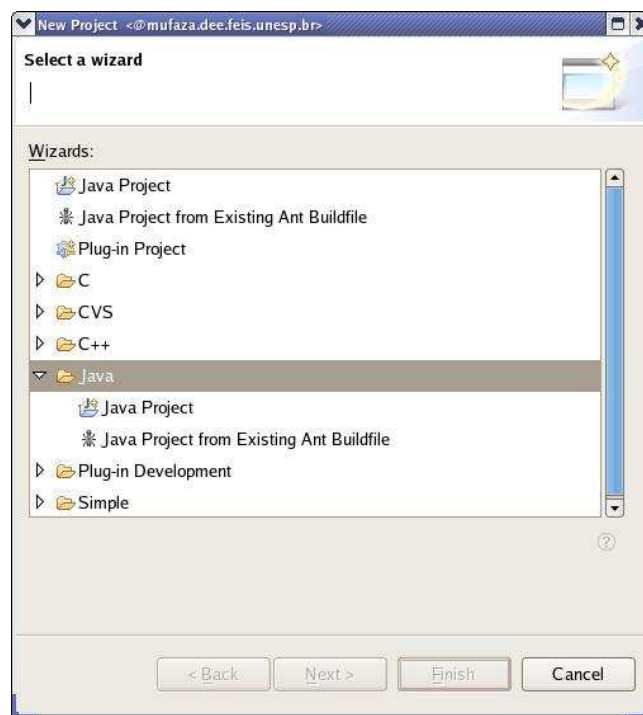 New Project <@mufaza.dee.feis.unesp.br>
Select a wizard
Wizards:
Java Project
Java Project from Existing Ant Buildfile
Plug-in Project
C
CVS
C++
Java
Java Project
Java Project from Existing Ant Buildfile
Plug-in Development
Simple
< Back Next > Finish Cancel